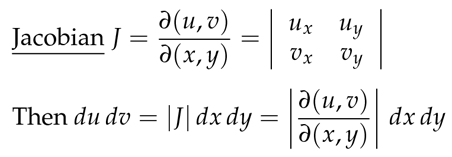 Jacobian J = ∂(u, v) / ∂(x, y) = | u_x u_y ; v_x v_y |
Then du dv = |J| dx dy = | ∂(u, v) / ∂(x, y) | dx dy